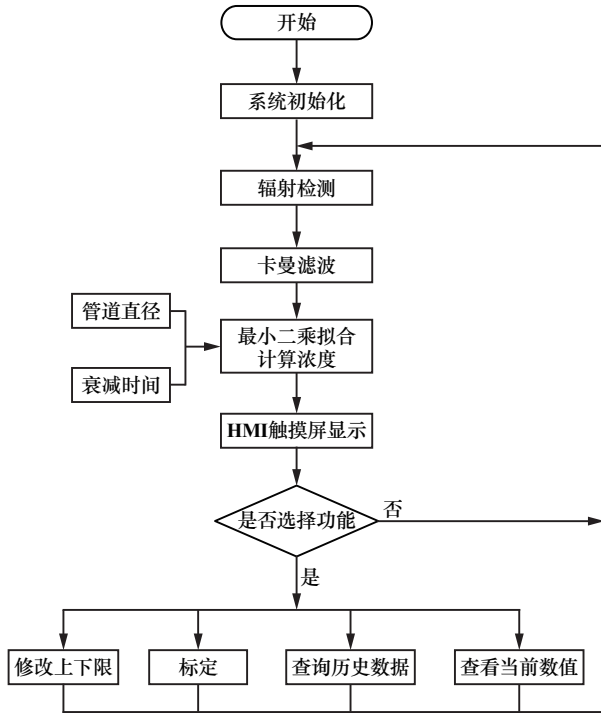 开始
系统初始化
辐射检测
卡曼滤波
管道直径
最小二乘拟合
计算浓度
衰减时间
HMI触摸屏显示
是否选择功能
否
是
修改上下限
标定
查询历史数据
查看当前数值